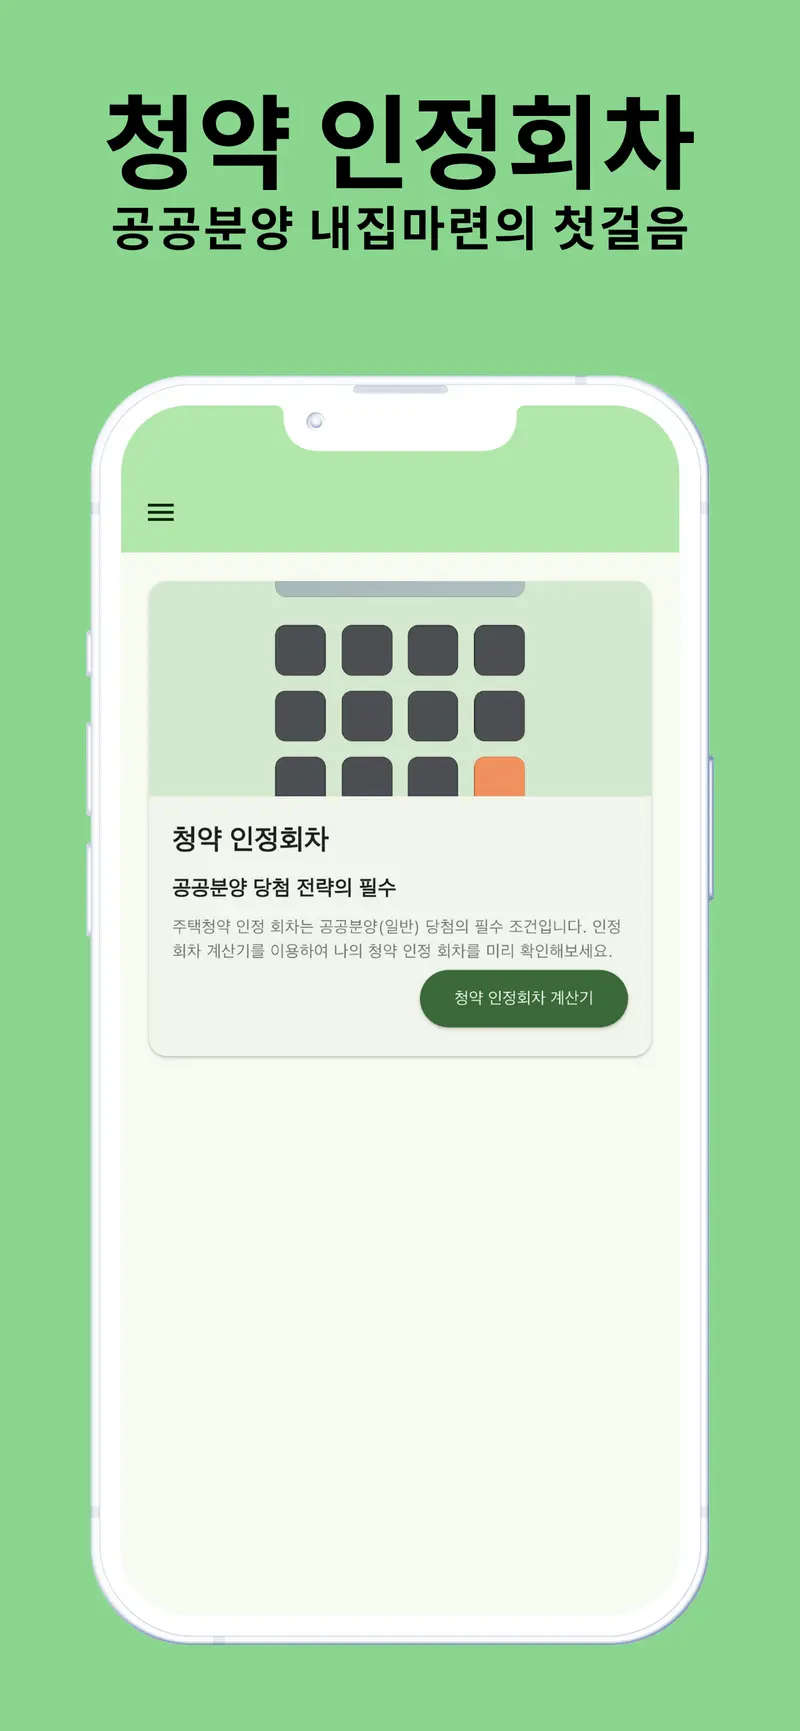 청약 인정회차
공공분양 내집마련의 첫걸음
청약 인정회차
공공분양 당첨 전략의 필수
주택청약 인정 회차는 공공분양(일반) 당첨의 필수 조건입니다. 인정
회차 계산기를 이용하여 나의 청약 인정 회차를 미리 확인해보세요.
청약 인정회차 계산기